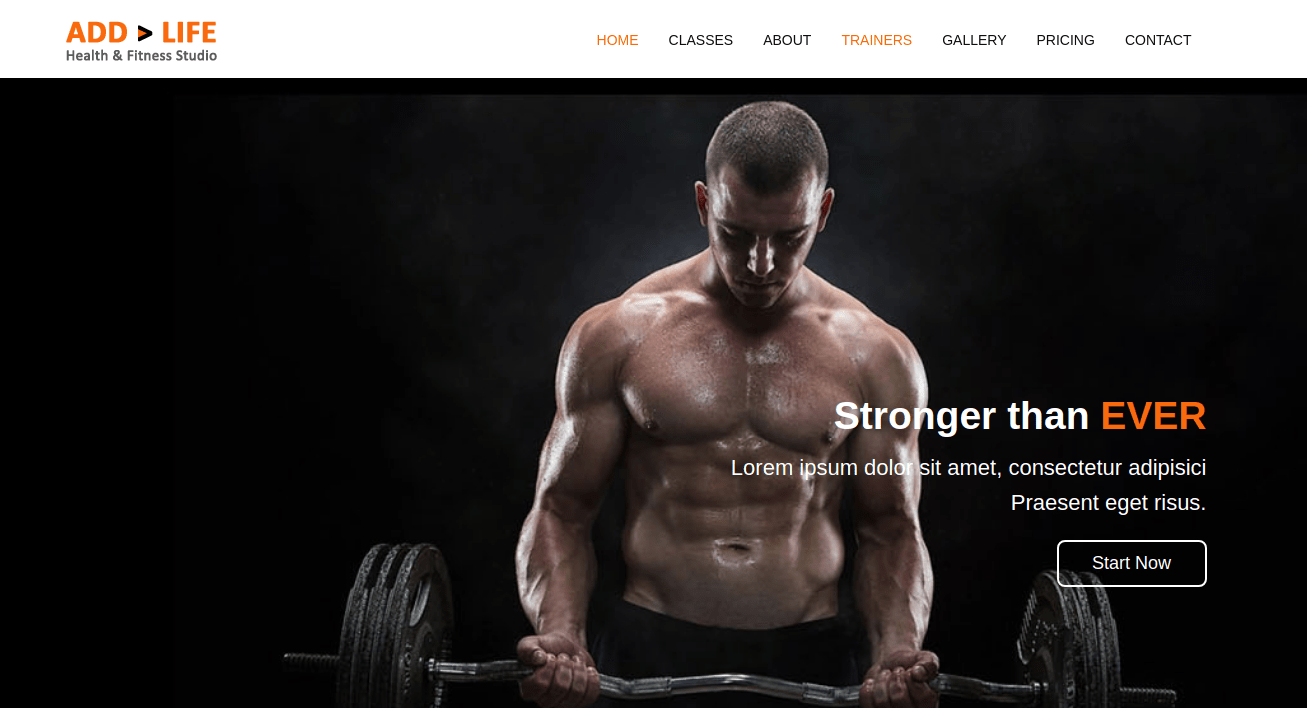 ADD > LIFE
Health & Fitness Studio
HOME CLASSES ABOUT TRAINERS GALLERY PRICING CONTACT
Stronger than EVER
Lorem ipsum dolor sit amet, consectetur adipisici
Praesent eget risus.
Start Now